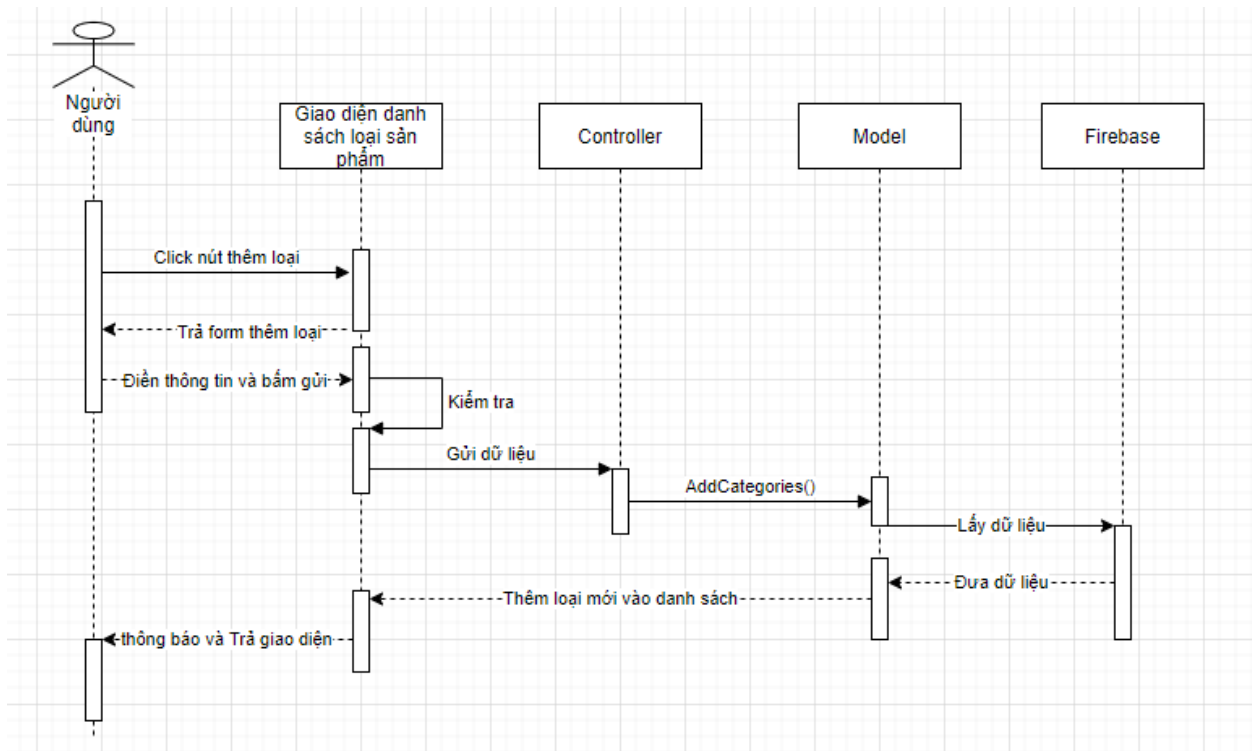 Người
dùng
Giao diện danh
sách loại sản
phẩm
Controller
Model
Firebase
Click nút thêm loại
Trả form thêm loại
Điền thông tin và bấm gửi
Kiểm tra
Gửi dữ liệu
AddCategories()
Lấy dữ liệu
Đưa dữ liệu
Thêm loại mới vào danh sách
thông báo và Trả giao diện